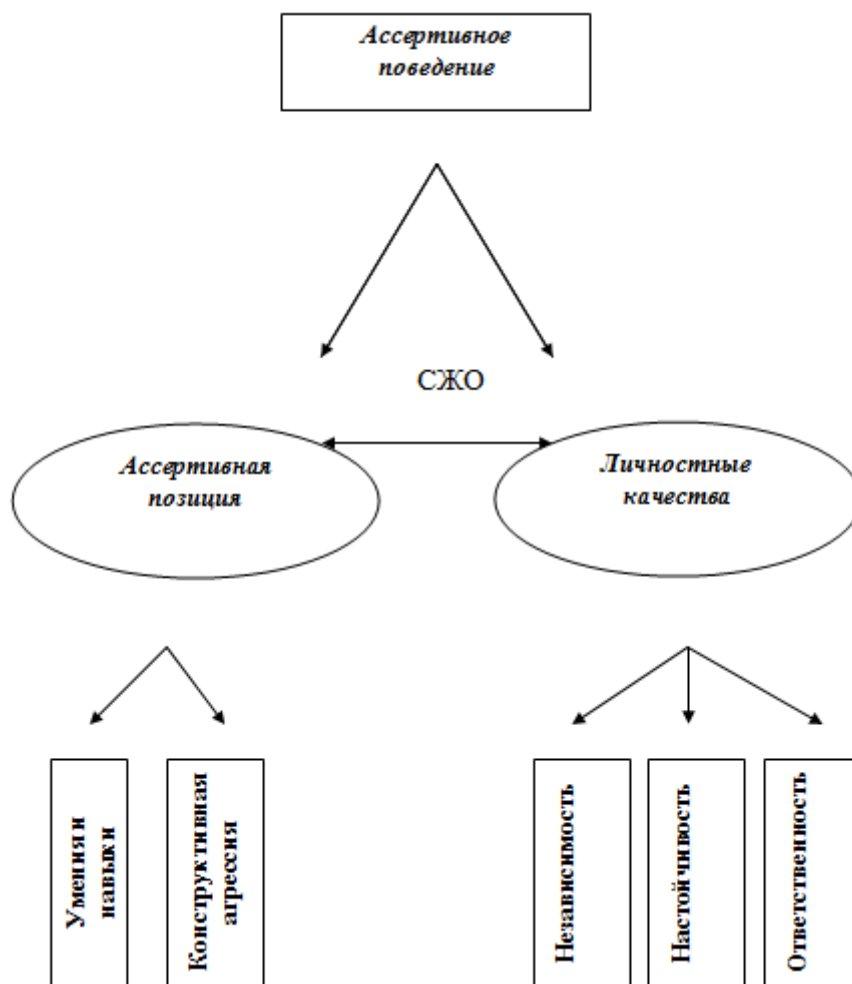 Ассертивное
поведение
СЖО
Ассертивная
позиция
Личностные
качества
Умения и
навыки
Конструктивная
агрессия
Независимость
Настойчивость
Ответственность